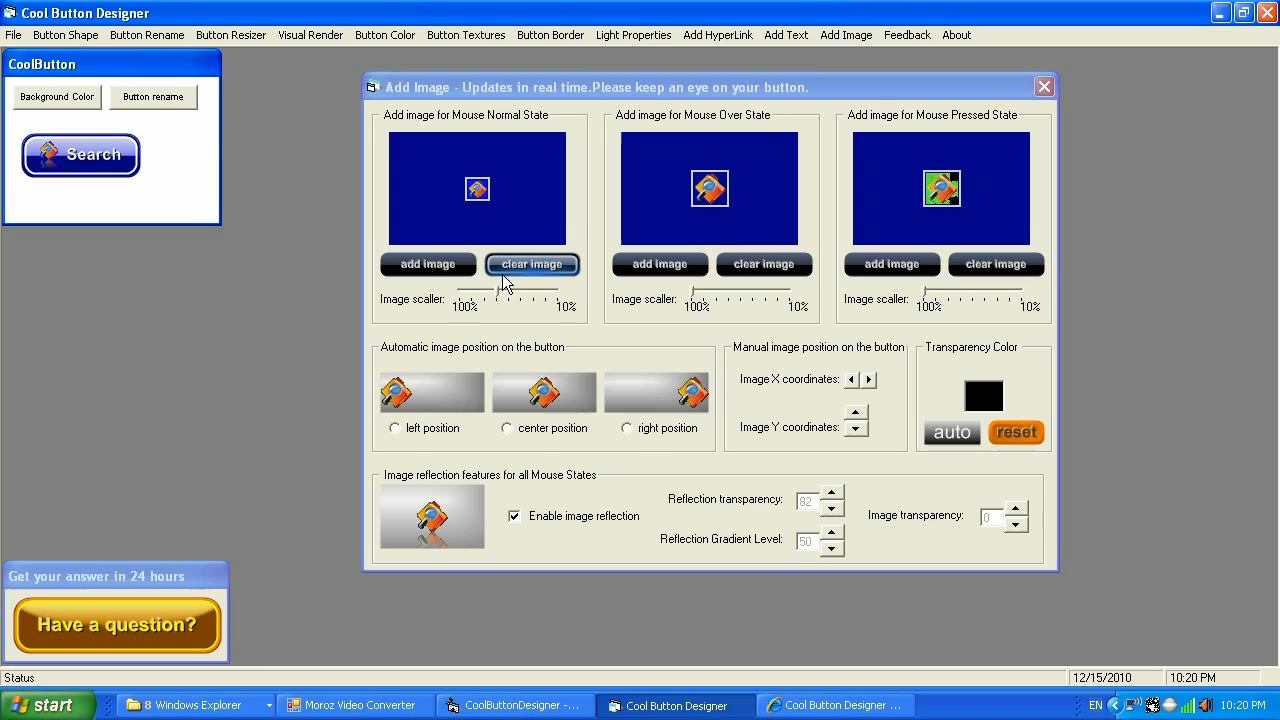 Cool Button Designer
File Button Shape Button Rename Button Resizer Visual Render Button Color Button Textures Button Borda Light Properties Add HyperLink Add Text Add Image Feedback About
CoolButton
Background Color Button rename
Search
Add Image - Updates in real time.Please keep an eye on your button.
Add image for Mouse Normal State Add image for Mouse Over State Add image for Mouse Pressed State
add image clear image add image clear image add image clear image
Image scaller: 100% 10% Image scaller: 100% 10% Image scaller: 100% 10%
Automatic image position on the button Manual image position on the button Transparency Color
Image X coordinates:
left position center position right position Image Y coordinates: auto reset
Image reflection features for all Mouse States
Enable image reflection Reflection transparency: 82 Image transparency: 0
Reflection Gradient Level: 50
Get your answer in 24 hours
Have a question?
Status 12/15/2010 10:20 PM
start 8 Windows Explorer Moroz Video Converter CoolButtonDesigner -... Cool Button Designer Cool Button Designer ... EN 10:20 PM